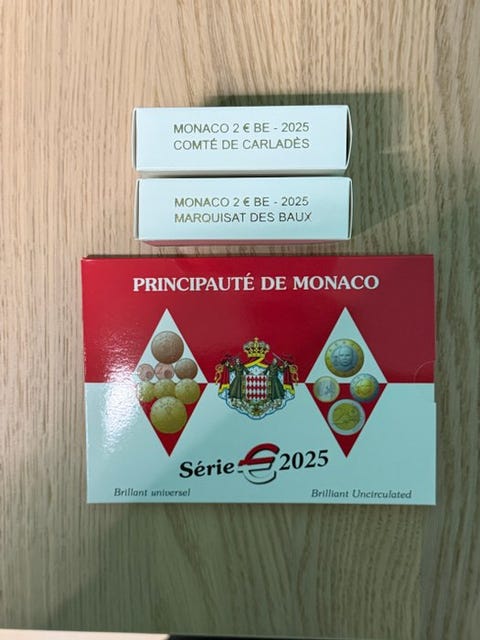 MONACO 2 € BE - 2025
COMTÉ DE CARLADÈS
MONACO 2 € BE - 2025
MARQUISAT DES BAUX
PRINCIPAUTÉ DE MONACO
Série € 2025
Brillant universel
Brilliant Uncirculated